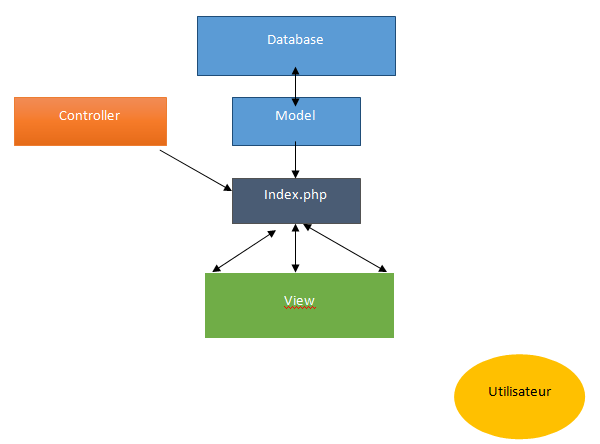 Database
Controller
Model
Index.php
View
Utilisateur